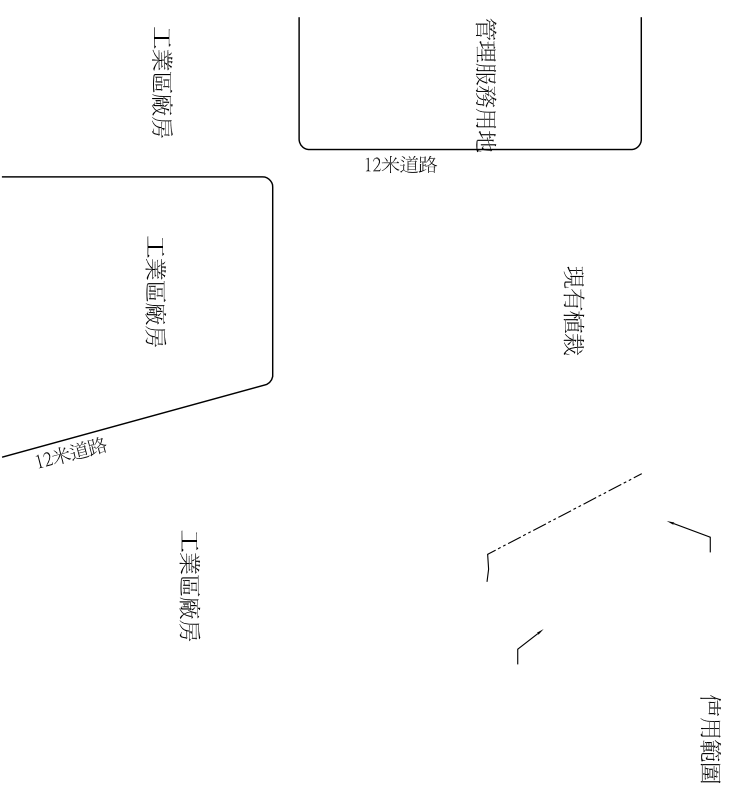 工業區廠房
管理服務用地
12米道路
工業區廠房
現有植栽
12米道路
工業區廠房
使用範圍